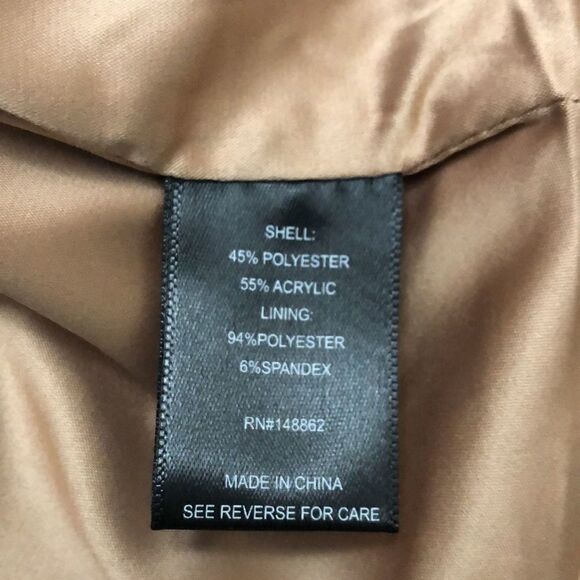 SHELL:
45% POLYESTER
55% ACRYLIC
LINING:
94%POLYESTER
6%SPANDEX
RN#148862
MADE IN CHINA
SEE REVERSE FOR CARE